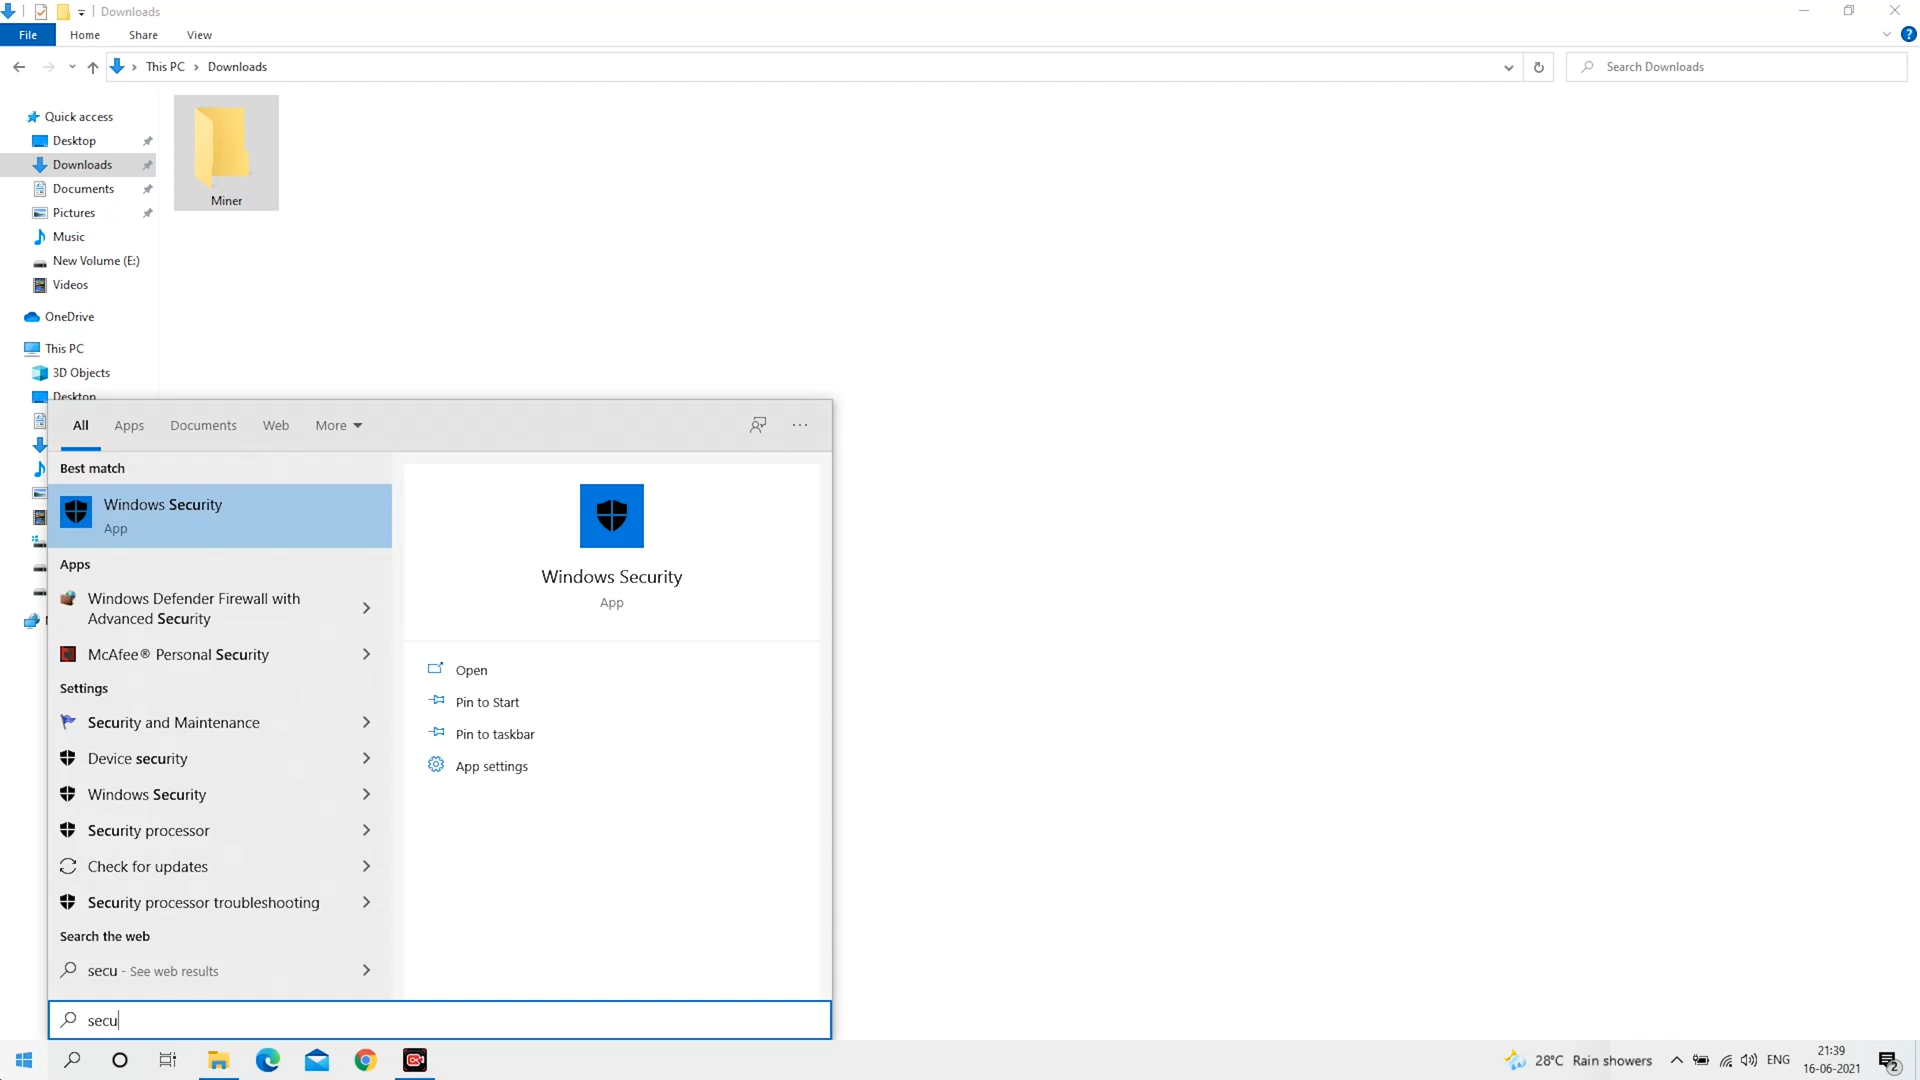 Downloads
File Home Share View
This PC > Downloads
Search Downloads
Quick access
Desktop
Downloads
Documents
Pictures
Music
New Volume (E:)
Videos
OneDrive
This PC
3D Objects
Desktop
Miner
All Apps Documents Web More
Best match
Windows Security
App
Apps
Windows Defender Firewall with
Advanced Security
McAfee® Personal Security
Settings
Security and Maintenance
Device security
Windows Security
Security processor
Check for updates
Security processor troubleshooting
Search the web
secu - See web results
Windows Security
App
Open
Pin to Start
Pin to taskbar
App settings
secu
28°C Rain showers
ENG
21:39
16-06-2021
2